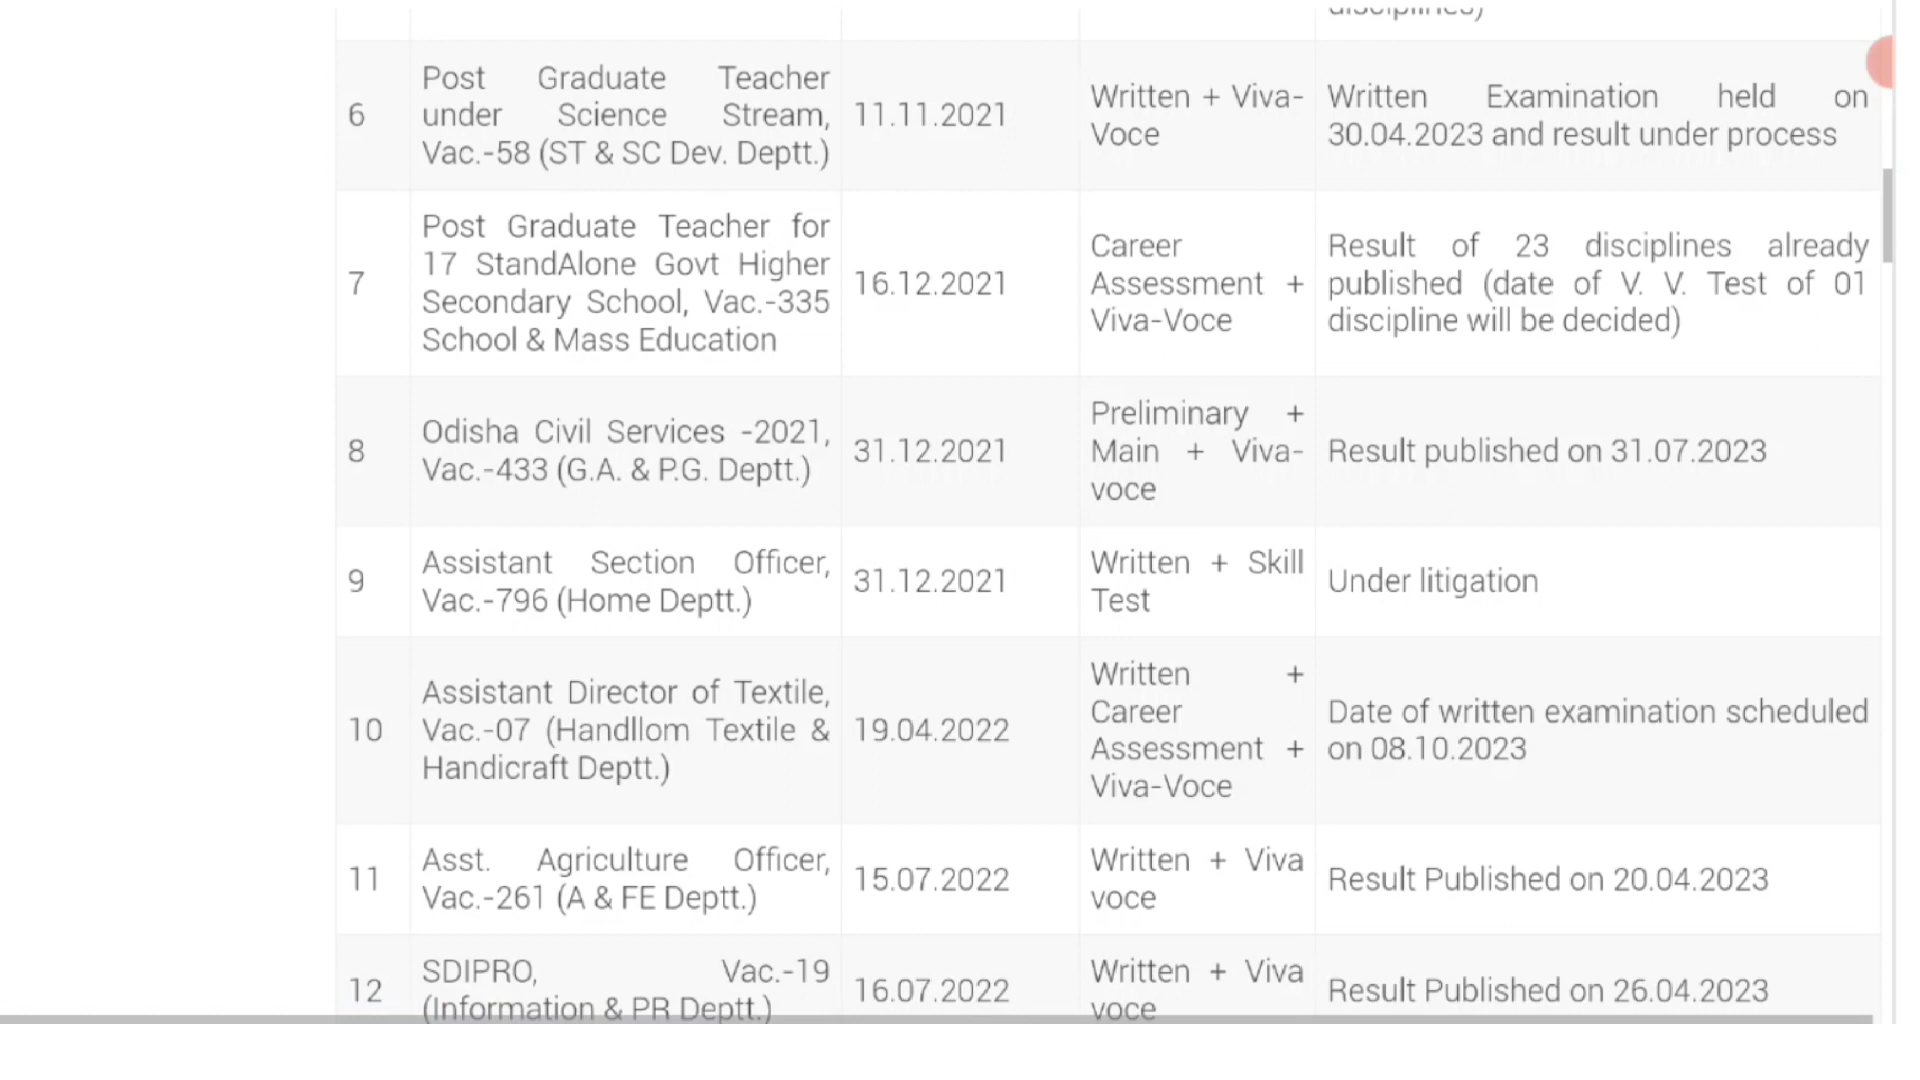 disciplines)
6
Post Graduate Teacher
under Science Stream,
Vac.-58 (ST & SC Dev. Deptt.)
11.11.2021
Written + Viva-
Voce
Written Examination held on
30.04.2023 and result under process
7
Post Graduate Teacher for
17 StandAlone Govt Higher
Secondary School, Vac.-335
School & Mass Education
16.12.2021
Career
Assessment +
Viva-Voce
Result of 23 disciplines already
published (date of V. V. Test of 01
discipline will be decided)
8
Odisha Civil Services -2021,
Vac.-433 (G.A. & P.G. Deptt.)
31.12.2021
Preliminary +
Main + Viva-
voce
Result published on 31.07.2023
9
Assistant Section Officer,
Vac.-796 (Home Deptt.)
31.12.2021
Written + Skill
Test
Under litigation
10
Assistant Director of Textile,
Vac.-07 (Handllom Textile &
Handicraft Deptt.)
19.04.2022
Written +
Career
Assessment +
Viva-Voce
Date of written examination scheduled
on 08.10.2023
11
Asst. Agriculture Officer,
Vac.-261 (A & FE Deptt.)
15.07.2022
Written + Viva
voce
Result Published on 20.04.2023
12
SDIPRO, Vac.-19
(Information & PR Deptt.)
16.07.2022
Written + Viva
voce
Result Published on 26.04.2023